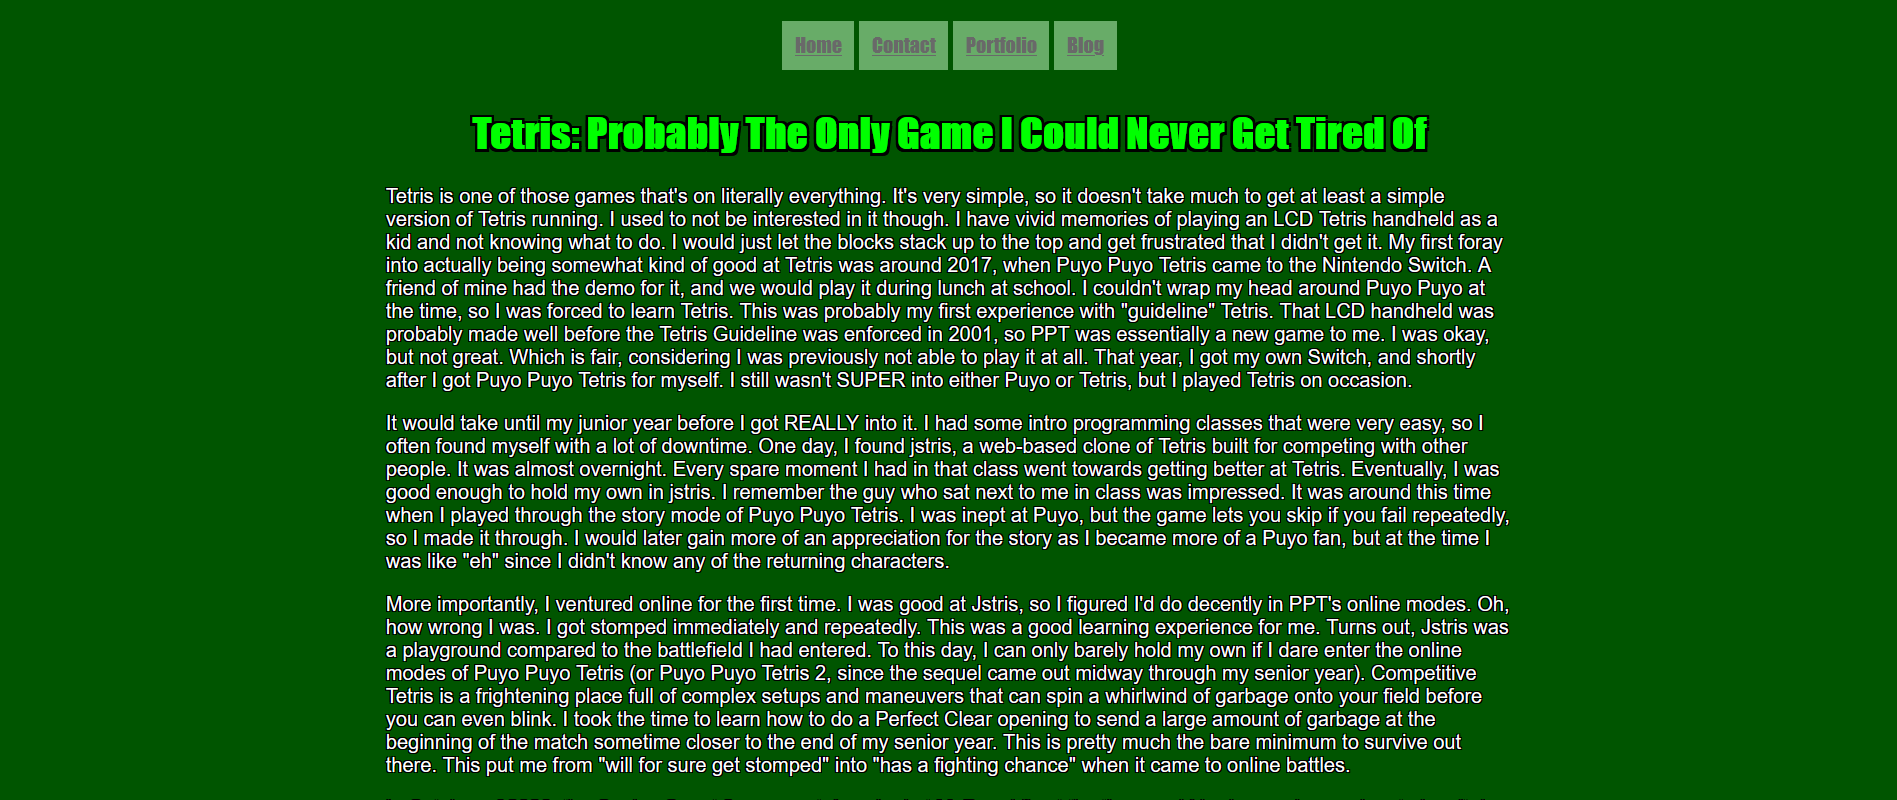 Home Contact Portfolio Blog
Tetris: Probably The Only Game I Could Never Get Tired Of
Tetris is one of those games that's on literally everything. It's very simple, so it doesn't take much to get at least a simple
version of Tetris running. I used to not be interested in it though. I have vivid memories of playing an LCD Tetris handheld as a
kid and not knowing what to do. I would just let the blocks stack up to the top and get frustrated that I didn't get it. My first foray
into actually being somewhat kind of good at Tetris was around 2017, when Puyo Puyo Tetris came to the Nintendo Switch. A
friend of mine had the demo for it, and we would play it during lunch at school. I couldn't wrap my head around Puyo Puyo at
the time, so I was forced to learn Tetris. This was probably my first experience with "guideline" Tetris. That LCD handheld was
probably made well before the Tetris Guideline was enforced in 2001, so PPT was essentially a new game to me. I was okay,
but not great. Which is fair, considering I was previously not able to play it at all. That year, I got my own Switch, and shortly
after I got Puyo Puyo Tetris for myself. I still wasn't SUPER into either Puyo or Tetris, but I played Tetris on occasion.
It would take until my junior year before I got REALLY into it. I had some intro programming classes that were very easy, so I
often found myself with a lot of downtime. One day, I found jstris, a web-based clone of Tetris built for competing with other
people. It was almost overnight. Every spare moment I had in that class went towards getting better at Tetris. Eventually, I was
good enough to hold my own in jstris. I remember the guy who sat next to me in class was impressed. It was around this time
when I played through the story mode of Puyo Puyo Tetris. I was inept at Puyo, but the game lets you skip if you fail repeatedly,
so I made it through. I would later gain more of an appreciation for the story as I became more of a Puyo fan, but at the time I
was like "eh" since I didn't know any of the returning characters.
More importantly, I ventured online for the first time. I was good at Jstris, so I figured I'd do decently in PPT's online modes. Oh,
how wrong I was. I got stomped immediately and repeatedly. This was a good learning experience for me. Turns out, Jstris was
a playground compared to the battlefield I had entered. To this day, I can only barely hold my own if I dare enter the online
modes of Puyo Puyo Tetris (or Puyo Puyo Tetris 2, since the sequel came out midway through my senior year). Competitive
Tetris is a frightening place full of complex setups and maneuvers that can spin a whirlwind of garbage onto your field before
you can even blink. I took the time to learn how to do a Perfect Clear opening to send a large amount of garbage at the
beginning of the match sometime closer to the end of my senior year. This is pretty much the bare minimum to survive out
there. This put me from "will for sure get stomped" into "has a fighting chance" when it came to online battles.